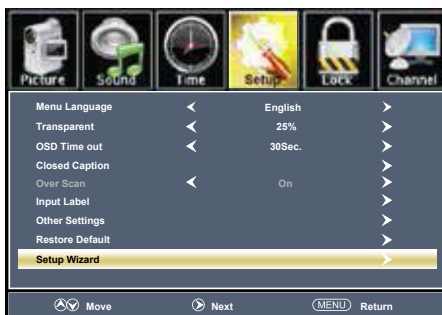 Picture Sound Time Setup Lock Channel
Menu Language English
Transparent 25%
OSD Time out 30Sec.
Closed Caption
Over Scan On
Input Label
Other Settings
Restore Default
Setup Wizard
Move Next MENU Return